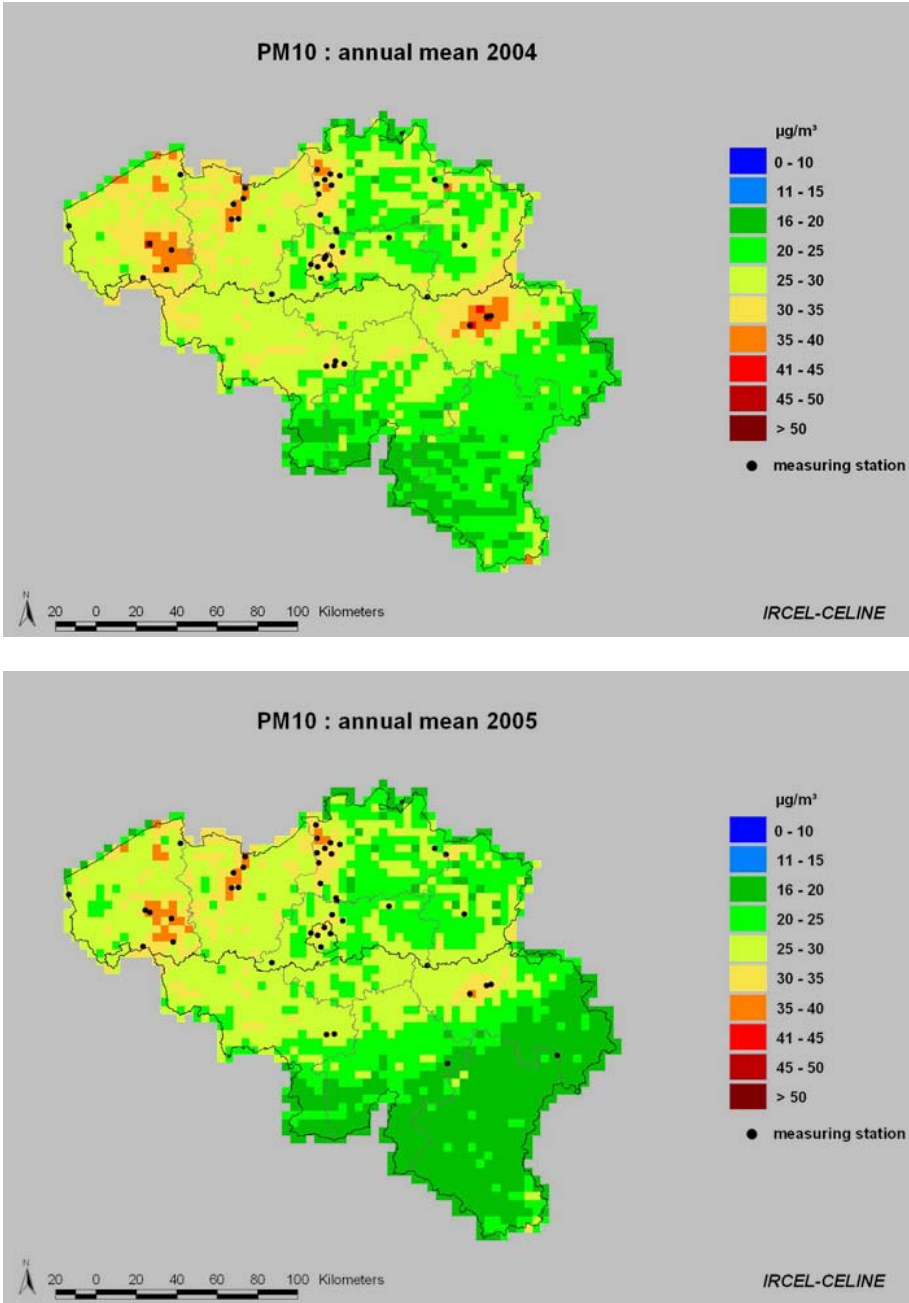 PM10 : annual mean 2004
µg/m³
0 - 10
11 - 15
16 - 20
20 - 25
25 - 30
30 - 35
35 - 40
41 - 45
45 - 50
> 50
measuring station
N
20 0 20 40 60 80 100 Kilometers
IRCEL-CELINE
PM10 : annual mean 2005
µg/m³
0 - 10
11 - 15
16 - 20
20 - 25
25 - 30
30 - 35
35 - 40
41 - 45
45 - 50
> 50
measuring station
N
20 0 20 40 60 80 100 Kilometers
IRCEL-CELINE